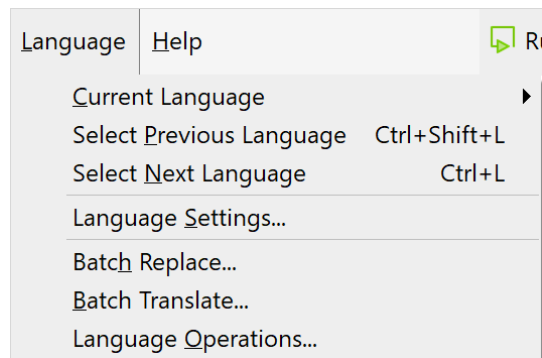 Language Help
Current Language
Select Previous Language Ctrl+Shift+L
Select Next Language Ctrl+L
Language Settings...
Batch Replace...
Batch Translate...
Language Operations...